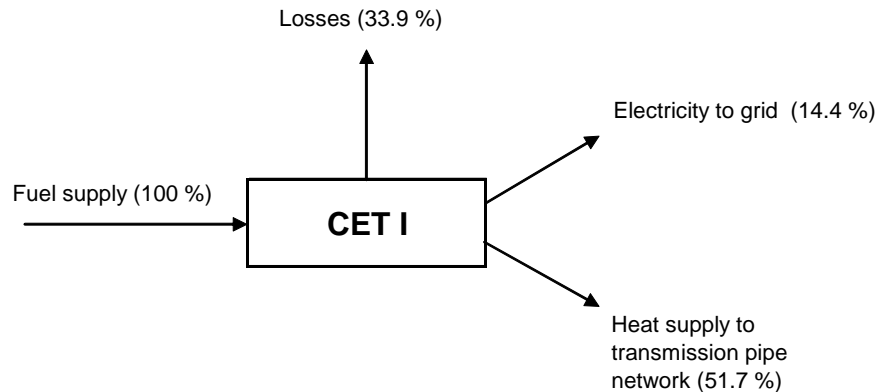 Losses (33.9 %)
Electricity to grid  (14.4 %)
Fuel supply (100 %)
CET I
Heat supply to
transmission pipe
network (51.7 %)